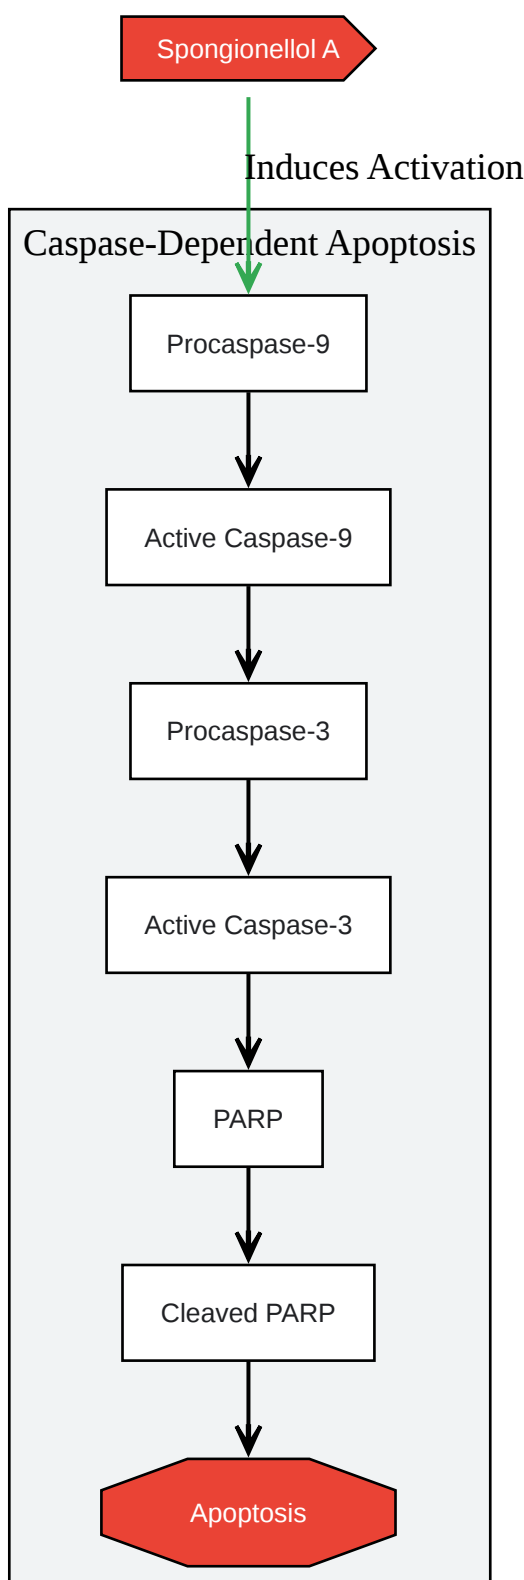 Spongionellol A
Induces Activation
Caspase-Dependent Apoptosis
Procaspase-9
Active Caspase-9
Procaspase-3
Active Caspase-3
PARP
Cleaved PARP
Apoptosis